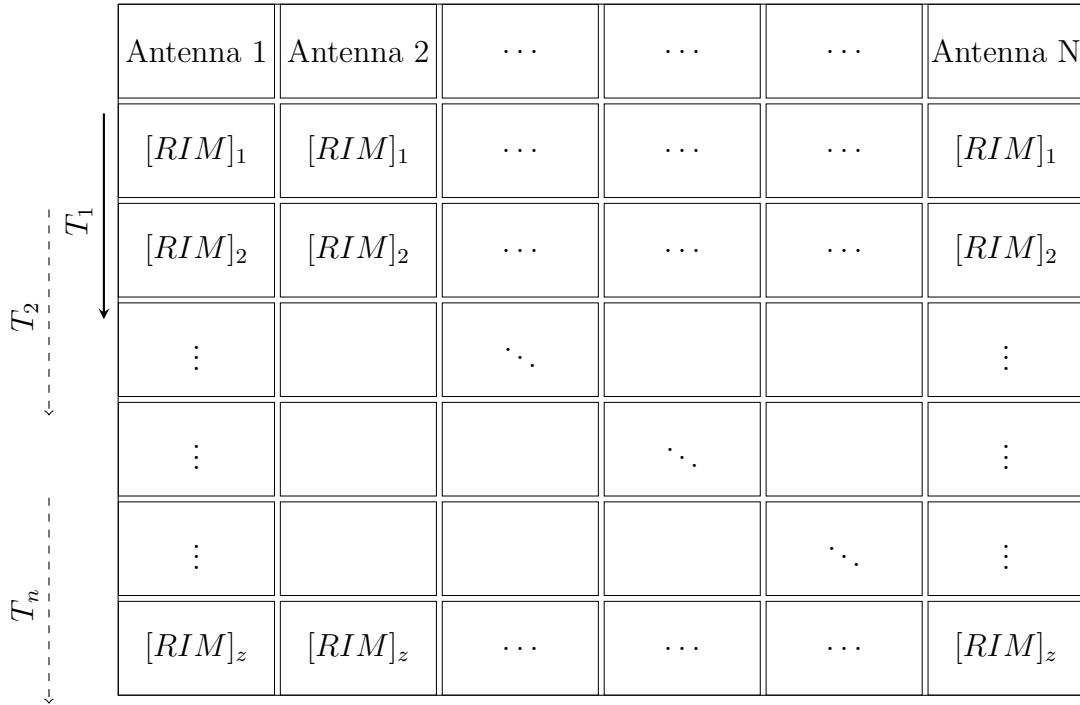 Antenna 1 Antenna 2 ⋯ ⋯ ⋯ Antenna N
[RIM]₁ [RIM]₁ ⋯ ⋯ ⋯ [RIM]₁
T₁
[RIM]₂ [RIM]₂ ⋯ ⋯ ⋯ [RIM]₂
T₂
⋮ ⋱ ⋮
⋮ ⋱ ⋮
⋮ ⋱ ⋮
Tₙ
[RIM]_z [RIM]_z ⋯ ⋯ ⋯ [RIM]_z